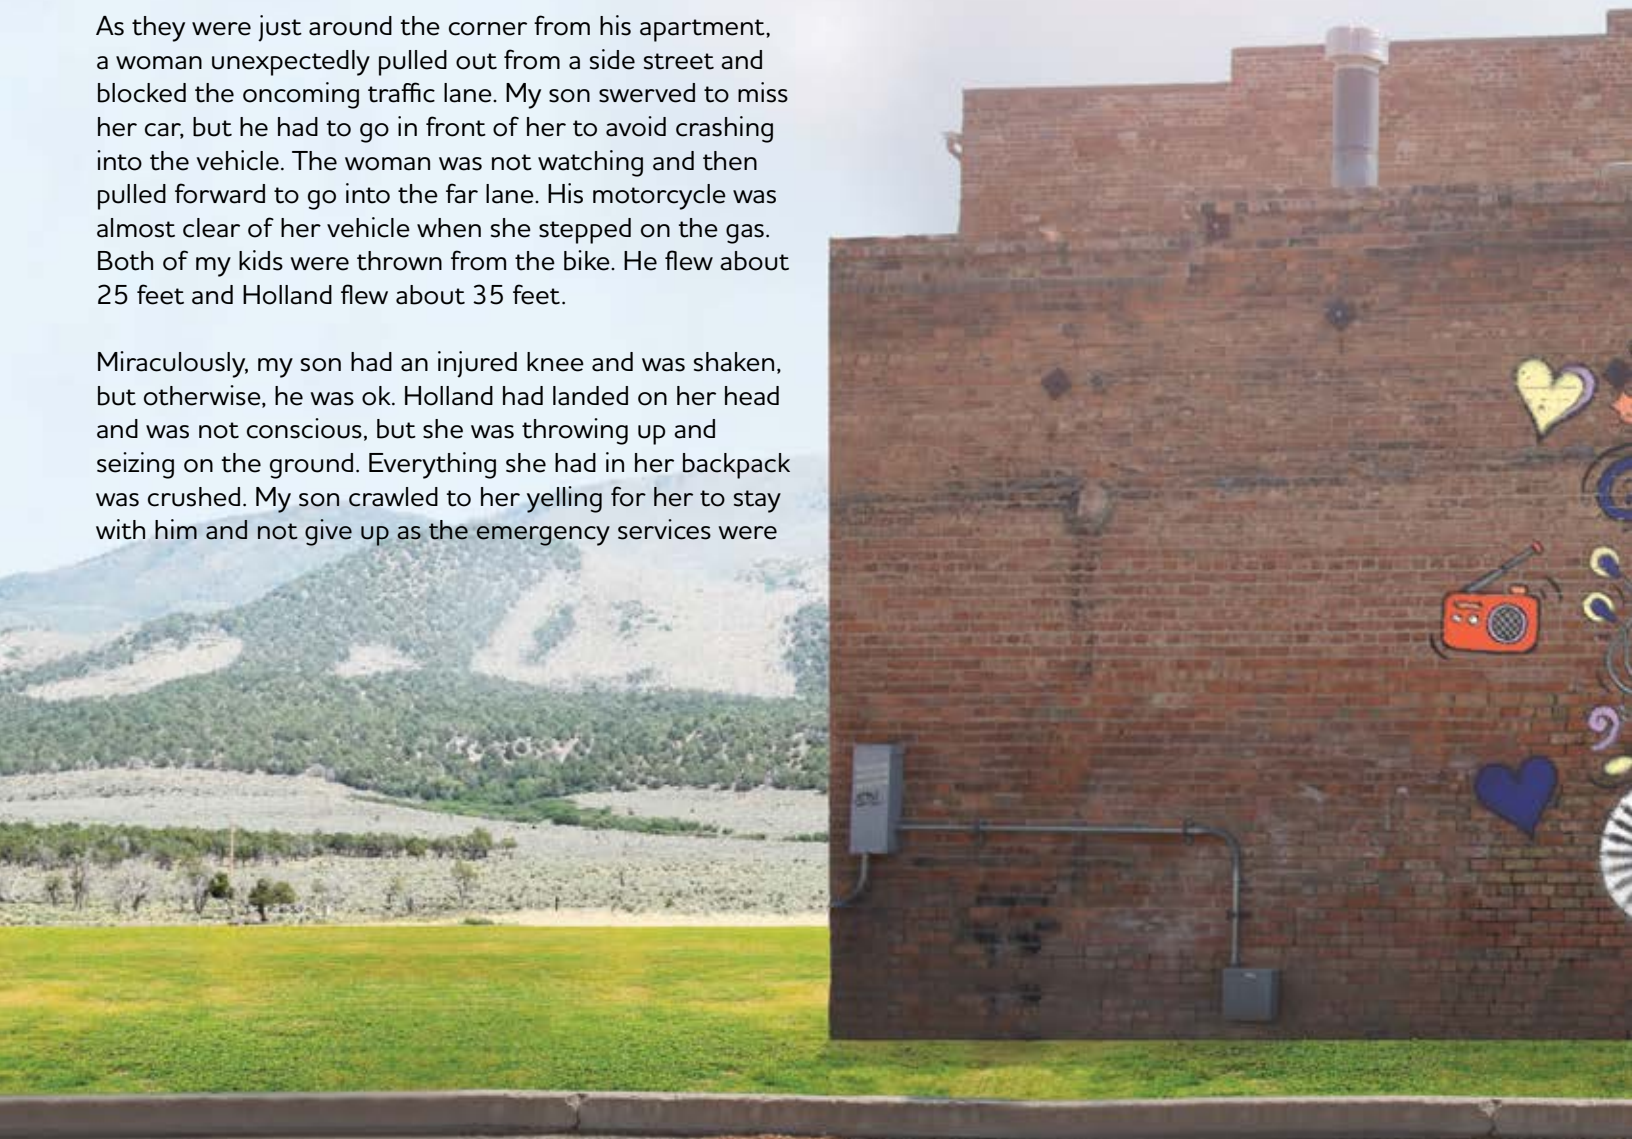 As they were just around the corner from his apartment,
a woman unexpectedly pulled out from a side street and
blocked the oncoming traffic lane. My son swerved to miss
her car, but he had to go in front of her to avoid crashing
into the vehicle. The woman was not watching and then
pulled forward to go into the far lane. His motorcycle was
almost clear of her vehicle when she stepped on the gas.
Both of my kids were thrown from the bike. He flew about
25 feet and Holland flew about 35 feet.
Miraculously, my son had an injured knee and was shaken,
but otherwise, he was ok. Holland had landed on her head
and was not conscious, but she was throwing up and
seizing on the ground. Everything she had in her backpack
was crushed. My son crawled to her yelling for her to stay
with him and not give up as the emergency services were